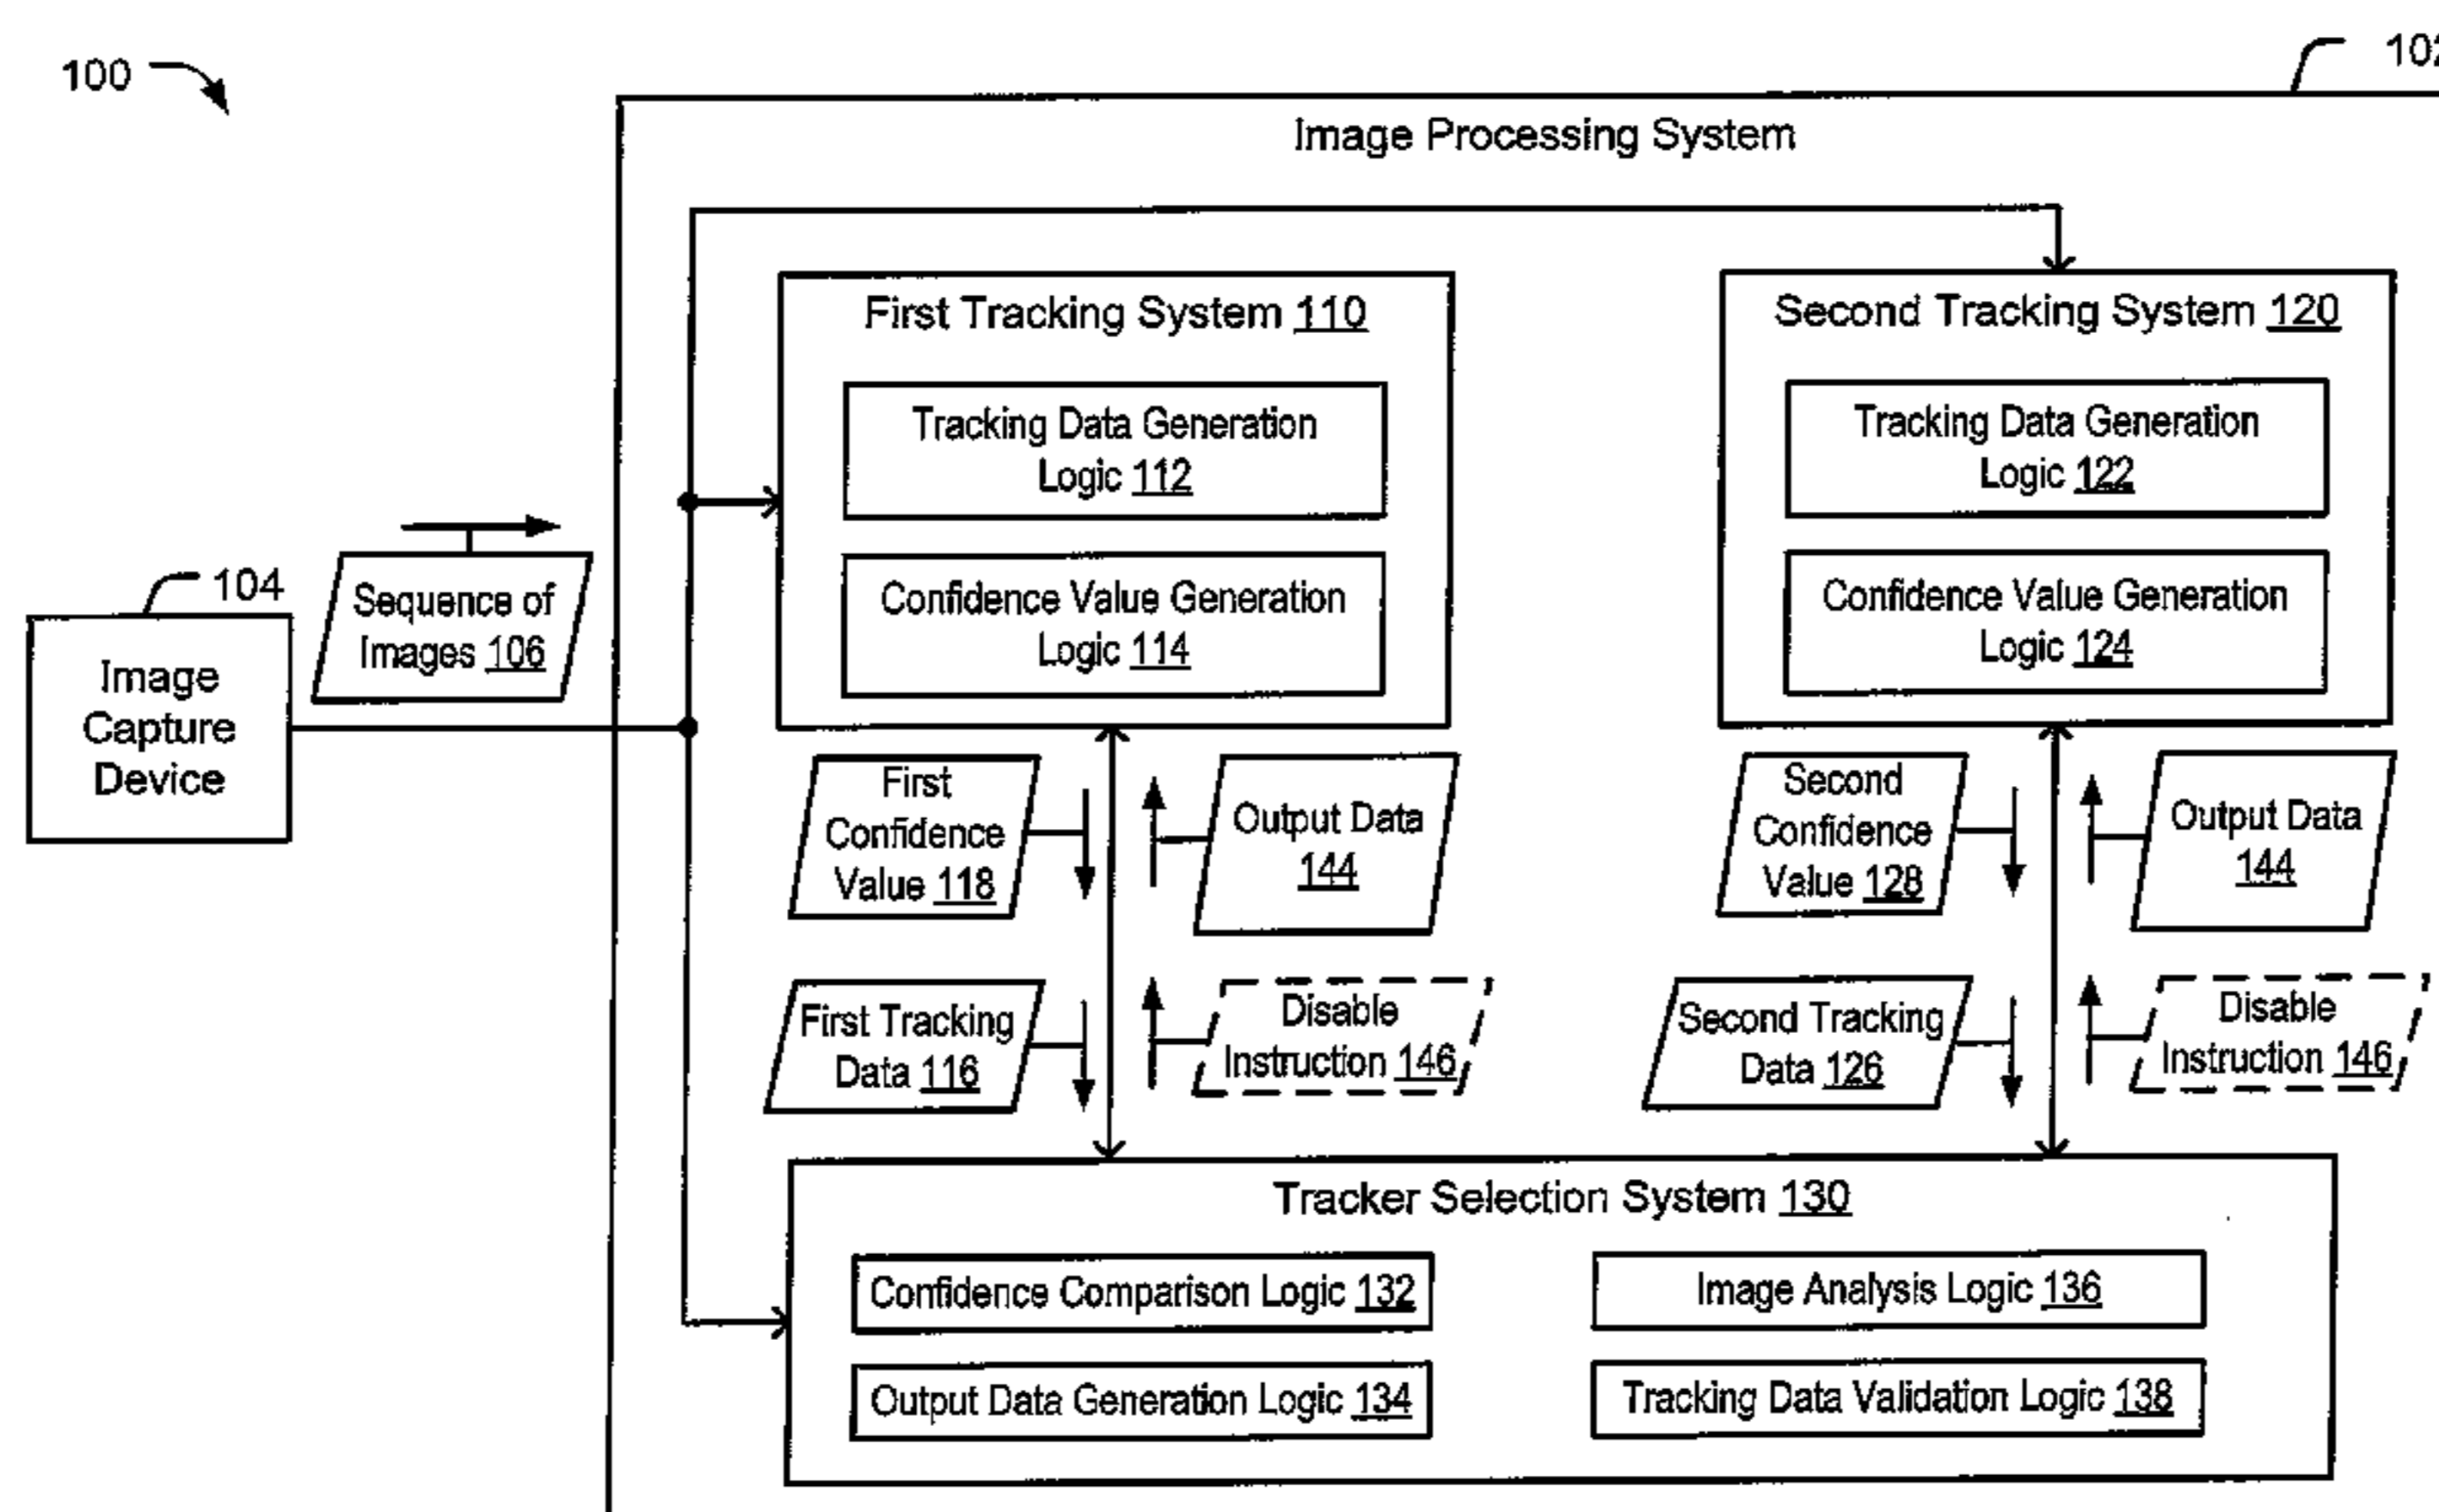 100
102
Image Processing System
First Tracking System 110
Tracking Data Generation
Logic 112
Confidence Value Generation
Logic 114
Second Tracking System 120
Tracking Data Generation
Logic 122
Confidence Value Generation
Logic 124
104
Image
Capture
Device
Sequence of
Images 106
First
Confidence
Value 118
Output Data
144
Second
Confidence
Value 128
Output Data
144
First Tracking
Data 116
Disable
Instruction 146
Second Tracking
Data 126
Disable
Instruction 146
Tracker Selection System 130
Confidence Comparison Logic 132
Image Analysis Logic 136
Output Data Generation Logic 134
Tracking Data Validation Logic 138